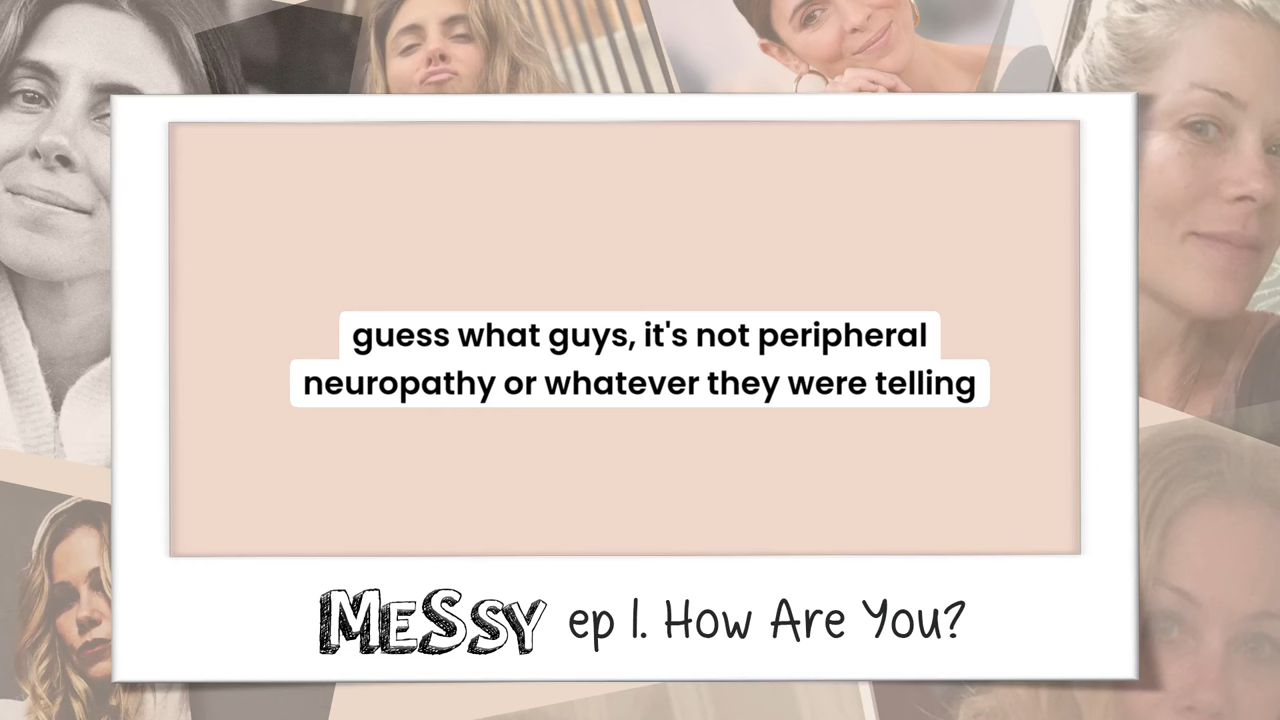 guess what guys, it's not peripheral
neuropathy or whatever they were telling
MESSY ep 1. How Are You?